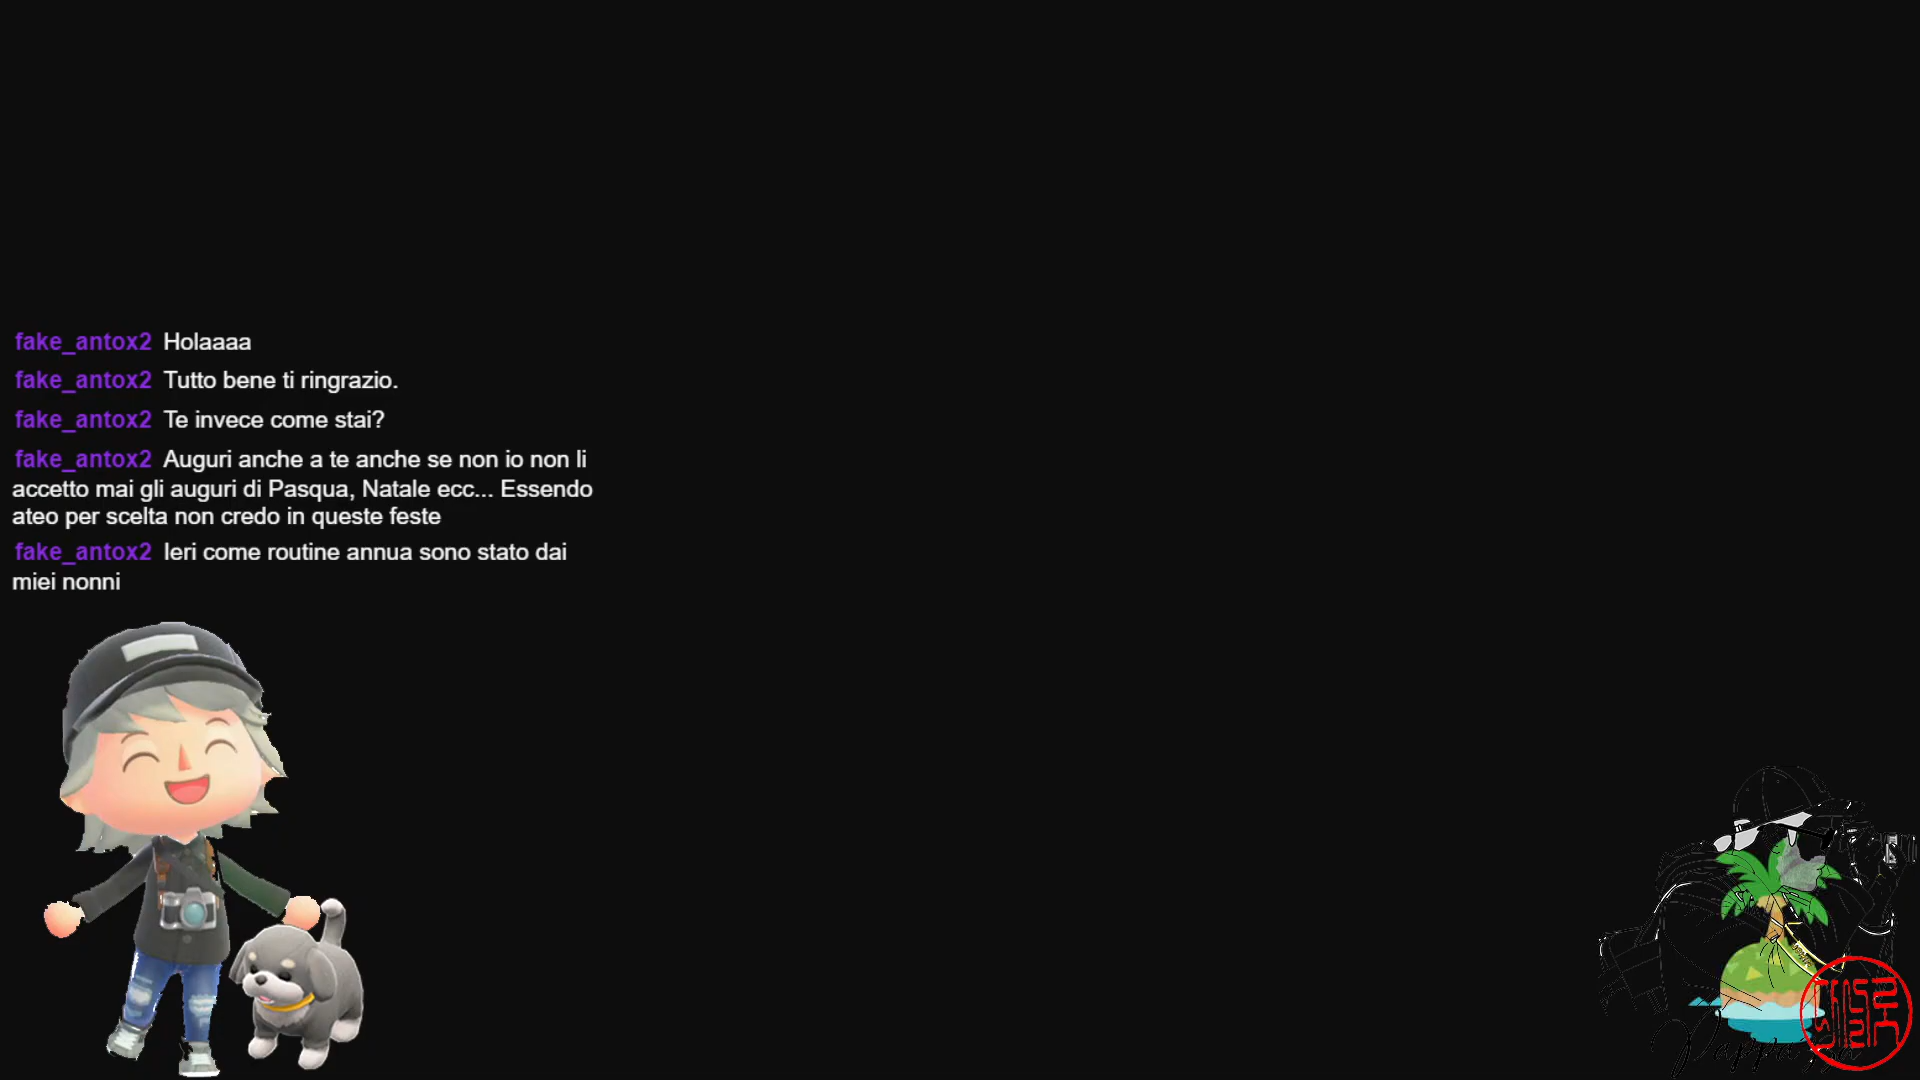 fake_antox2 Holaaaa
fake_antox2 Tutto bene ti ringrazio.
fake_antox2 Te invece come stai?
fake_antox2 Auguri anche a te anche se non io non li
accetto mai gli auguri di Pasqua, Natale ecc... Essendo
ateo per scelta non credo in queste feste
fake_antox2 Ieri come routine annua sono stato dai
miei nonni